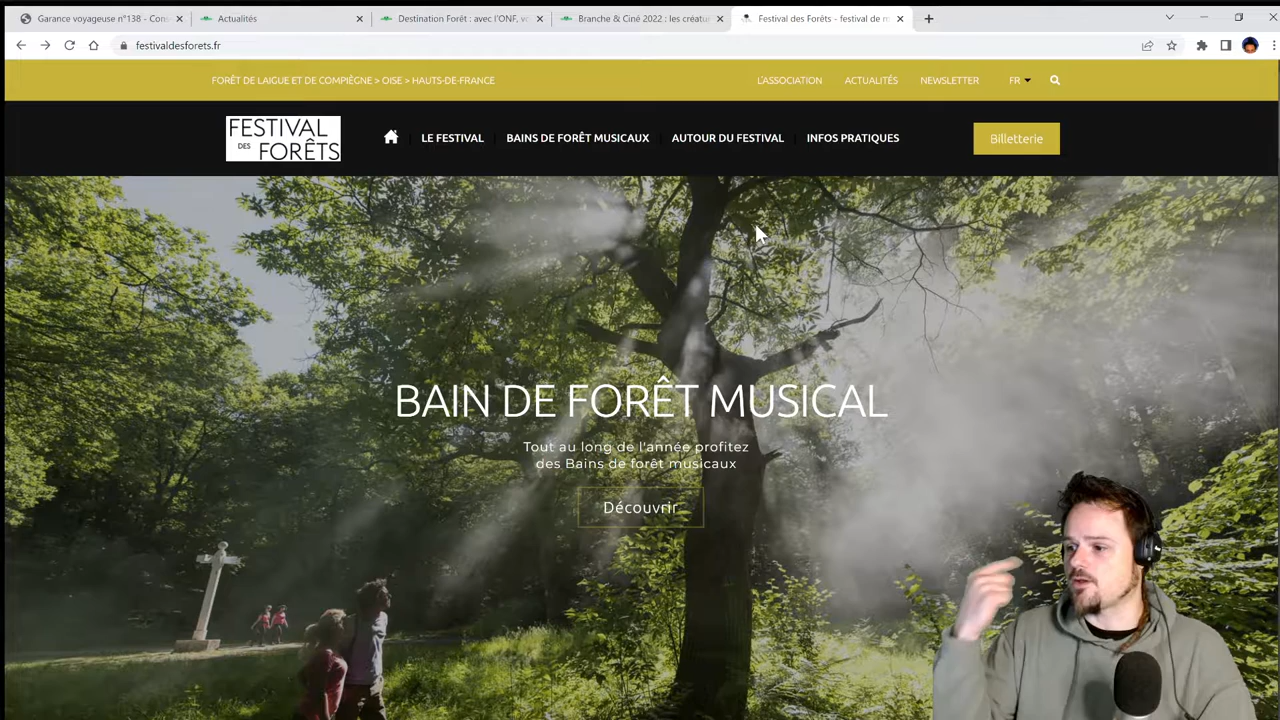 Garance voyageuse n°138 - Cons
Actualités
Destination Forêt : avec l'ONF, vo
Branche & Ciné 2022 : les créatur
Festival des Forêts - festival de m
festivaldesforets.fr
FORÊT DE LAIGUE ET DE COMPIÈGNE > OISE > HAUTS-DE-FRANCE
L'ASSOCIATION
ACTUALITÉS
NEWSLETTER
FR
FESTIVAL
DES FORÊTS
LE FESTIVAL
BAINS DE FORÊT MUSICAUX
AUTOUR DU FESTIVAL
INFOS PRATIQUES
Billetterie
BAIN DE FORÊT MUSICAL
Tout au long de l'année profitez
des Bains de forêt musicaux
Découvrir